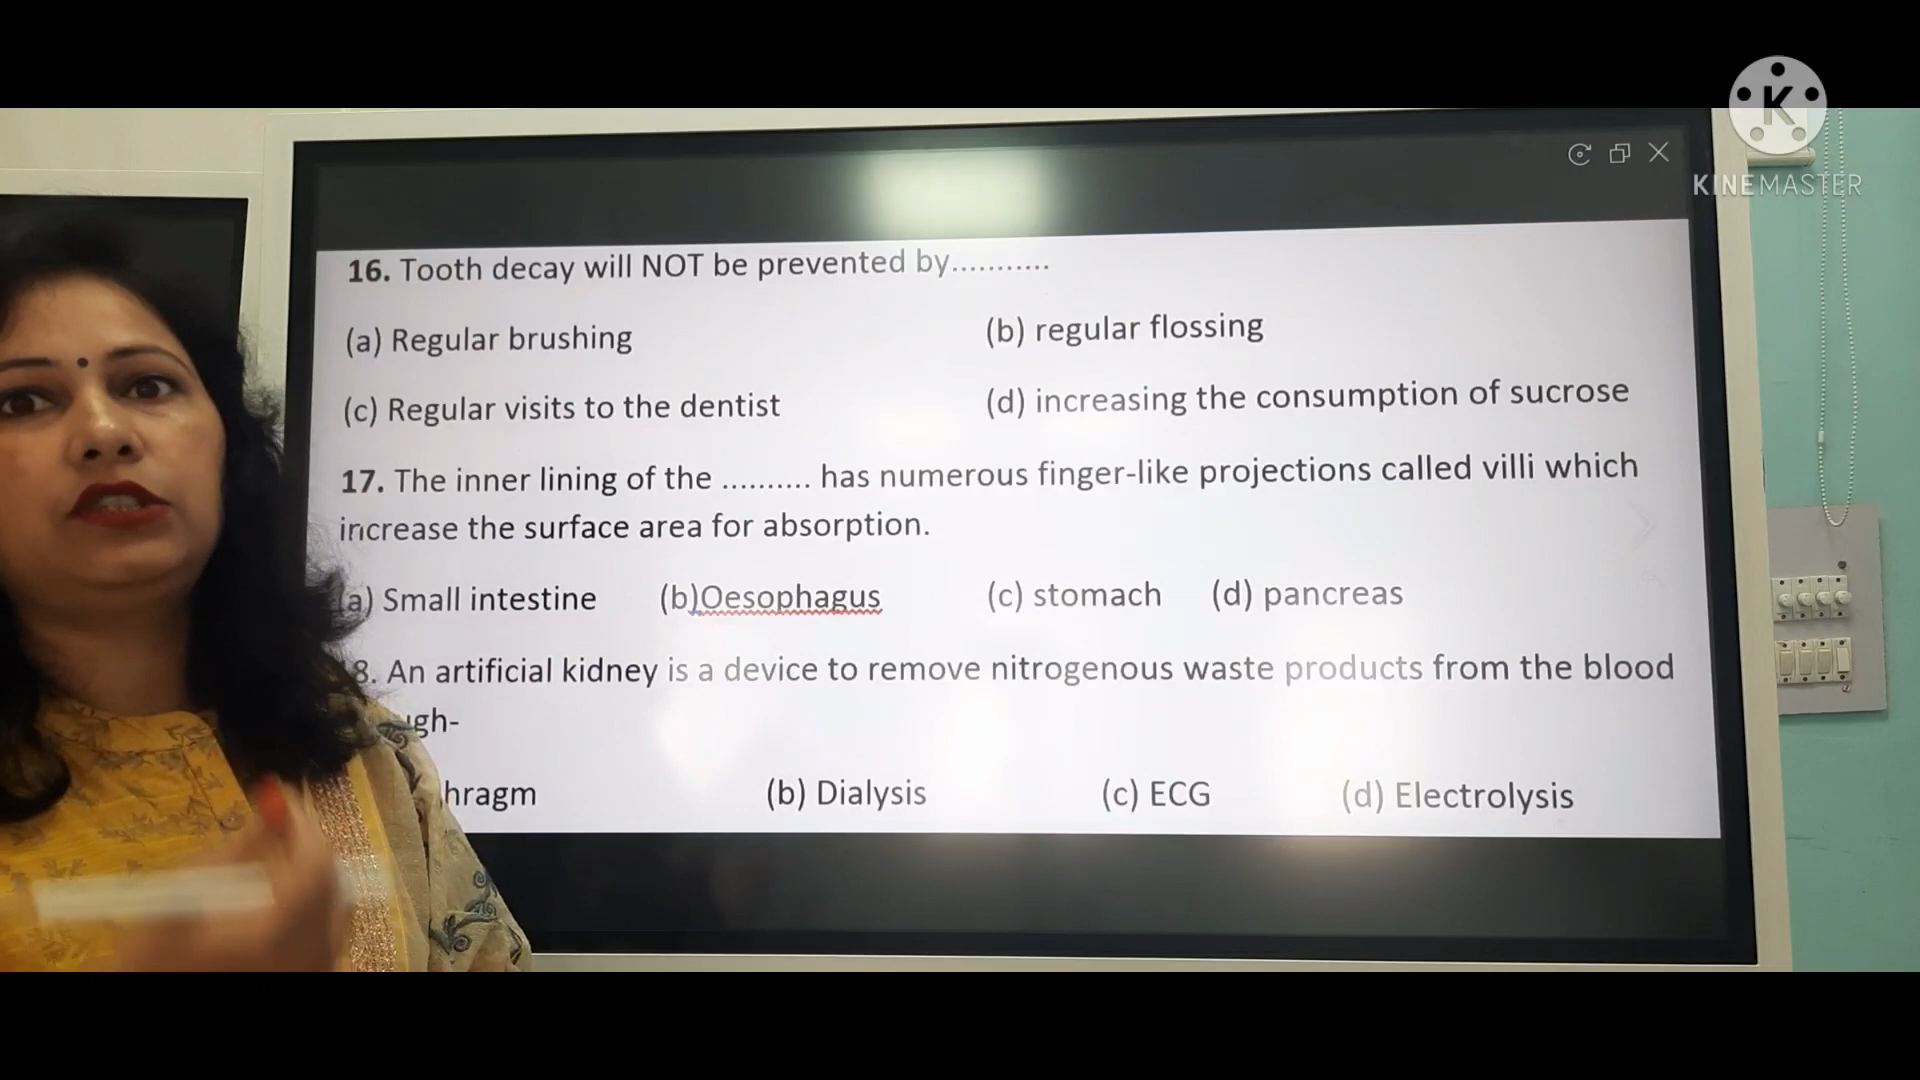 K
KINEMASTER
16. Tooth decay will NOT be prevented by...........
(a) Regular brushing (b) regular flossing
(c) Regular visits to the dentist (d) increasing the consumption of sucrose
17. The inner lining of the .......... has numerous finger-like projections called villi which
increase the surface area for absorption.
a) Small intestine (b)Oesophagus (c) stomach (d) pancreas
8. An artificial kidney is a device to remove nitrogenous waste products from the blood
gh-
hragm (b) Dialysis (c) ECG (d) Electrolysis